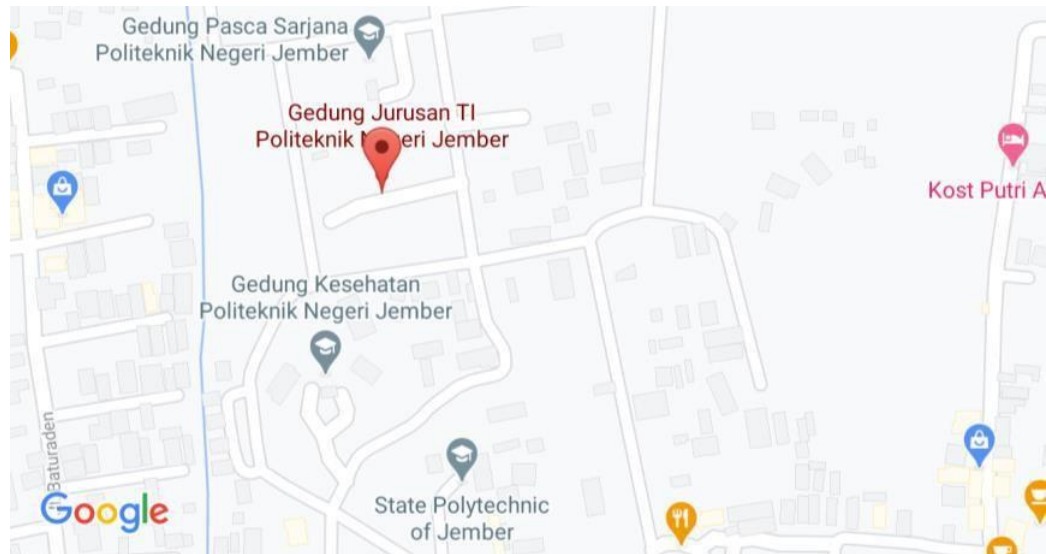 Gedung Pasca Sarjana
Politeknik Negeri Jember
Gedung Jurusan TI
Politeknik Negeri Jember
Kost Putri A
Gedung Kesehatan
Politeknik Negeri Jember
Baturaden
State Polytechnic
of Jember
Google